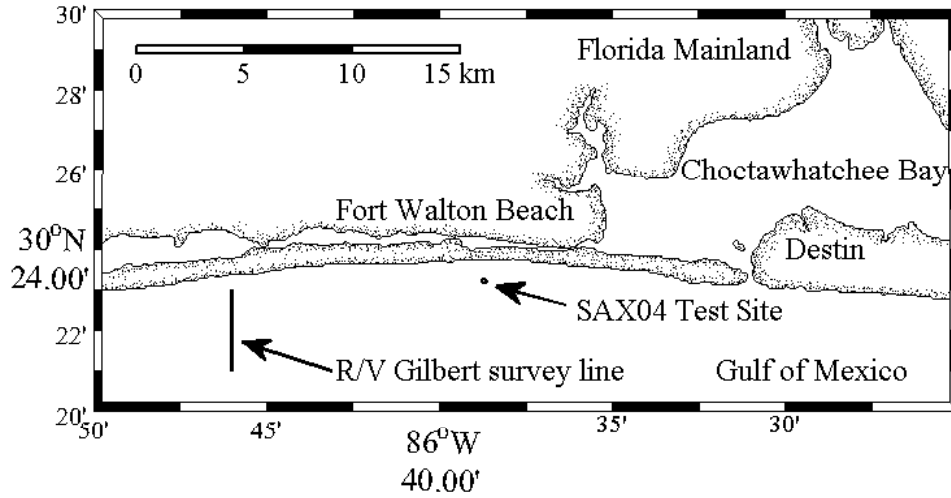 30'
Florida Mainland
0 5 10 15 km
28'
Choctawhatchee Bay
26'
Fort Walton Beach
30°N
24.00'
Destin
SAX04 Test Site
22'
R/V Gilbert survey line
Gulf of Mexico
20'
50' 45' 35' 30'
86°W
40.00'